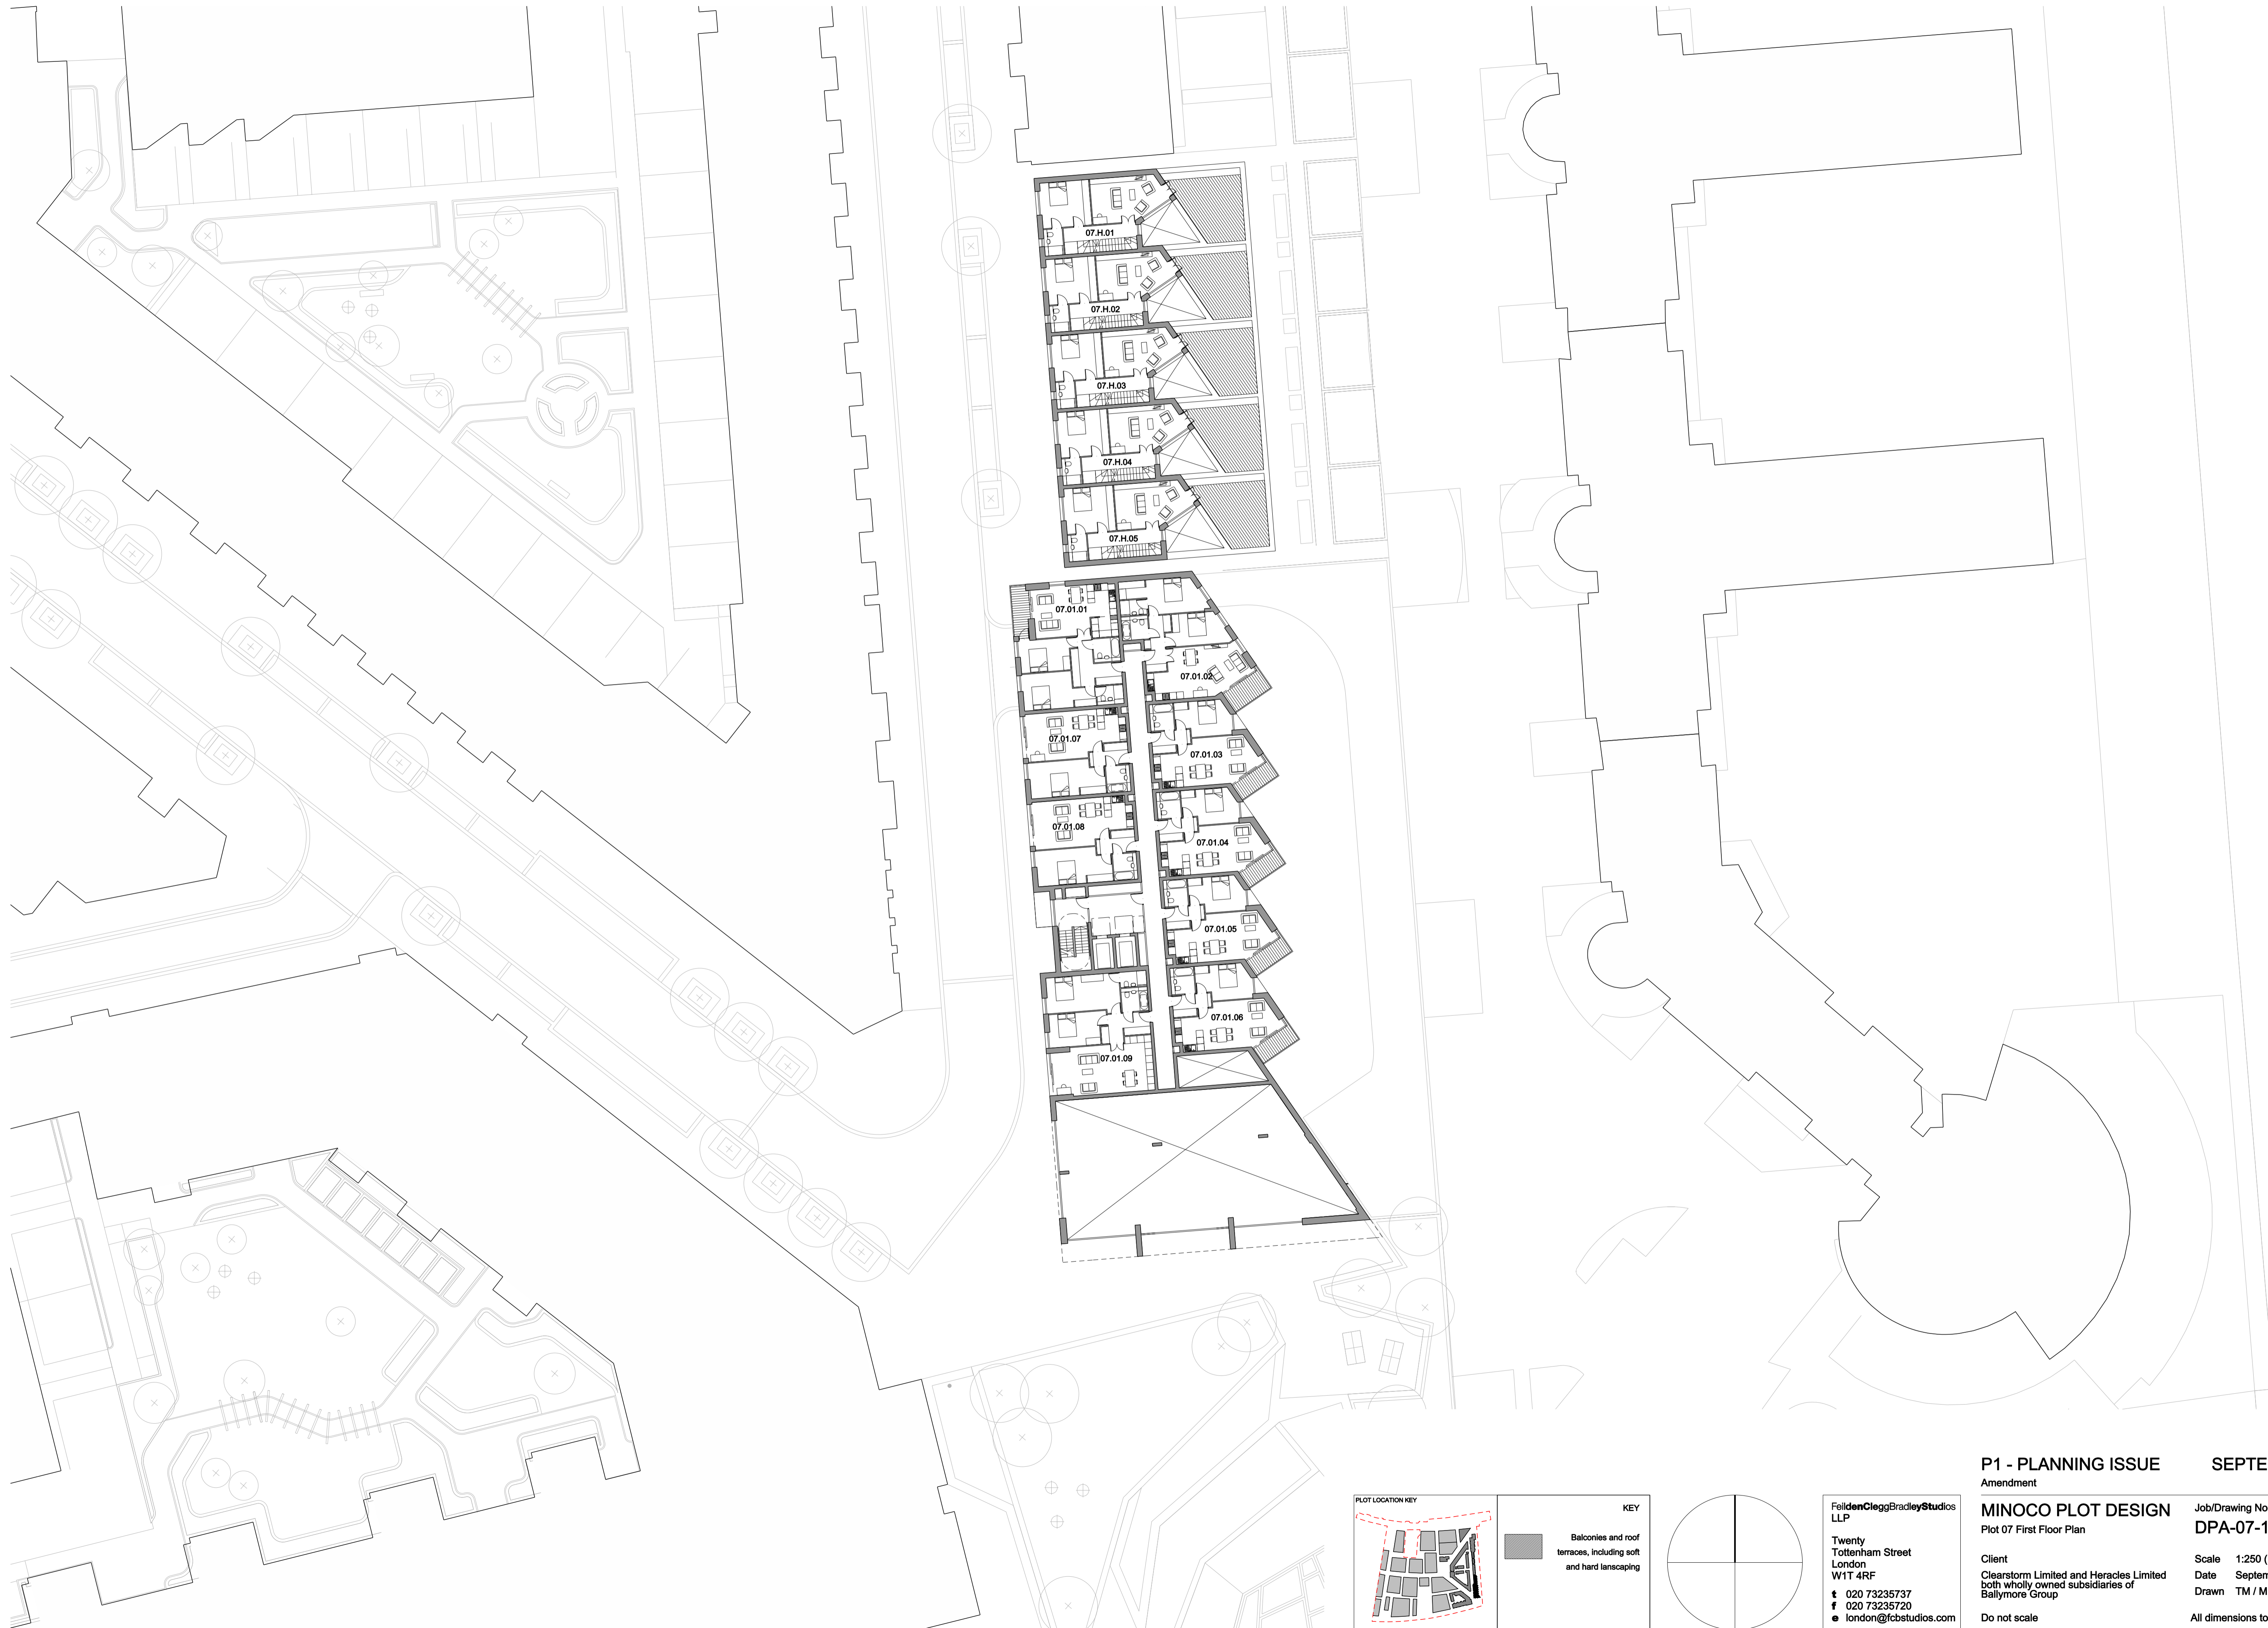 07.H.01
07.H.02
07.H.03
07.H.04
07.H.05
07.01.01
07.01.02
07.01.07
07.01.03
07.01.08
07.01.04
07.01.05
07.01.06
07.01.09
PLOT LOCATION KEY
KEY
Balconies and roof
terraces, including soft
and hard lanscaping
FeildenCleggBradleyStudios
LLP
Twenty
Tottenham Street
London
W1T 4RF
t 020 73235737
f 020 73235720
e london@fcbstudios.com
P1 - PLANNING ISSUE SEPTE
Amendment
MINOCO PLOT DESIGN
Plot 07 First Floor Plan
Client
Clearstorm Limited and Heracles Limited
both wholly owned subsidiaries of
Ballymore Group
Do not scale
Job/Drawing No
DPA-07-1
Scale 1:250 (
Date Septem
Drawn TM / M
All dimensions to